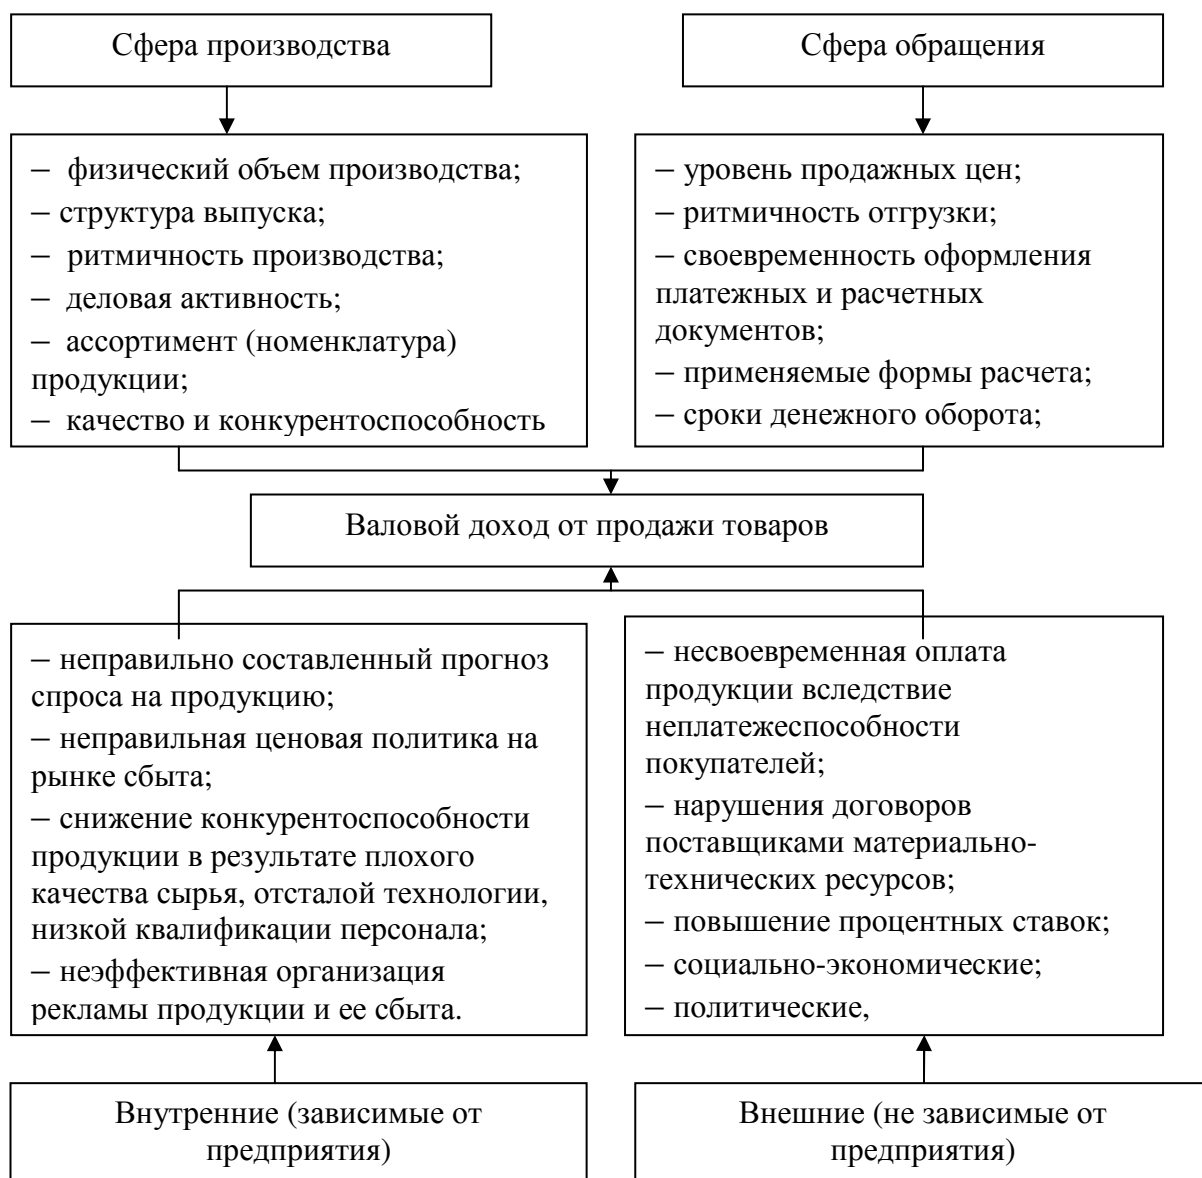 Сфера производства
Сфера обращения
– физический объем производства;
– структура выпуска;
– ритмичность производства;
– деловая активность;
– ассортимент (номенклатура)
продукции;
– качество и конкурентоспособность
– уровень продажных цен;
– ритмичность отгрузки;
– своевременность оформления
платежных и расчетных
документов;
– применяемые формы расчета;
– сроки денежного оборота;
Валовой доход от продажи товаров
– неправильно составленный прогноз
спроса на продукцию;
– неправильная ценовая политика на
рынке сбыта;
– снижение конкурентоспособности
продукции в результате плохого
качества сырья, отсталой технологии,
низкой квалификации персонала;
– неэффективная организация
рекламы продукции и ее сбыта.
– несвоевременная оплата
продукции вследствие
неплатежеспособности
покупателей;
– нарушения договоров
поставщиками материально-
технических ресурсов;
– повышение процентных ставок;
– социально-экономические;
– политические,
Внутренние (зависимые от
предприятия)
Внешние (не зависимые от
предприятия)